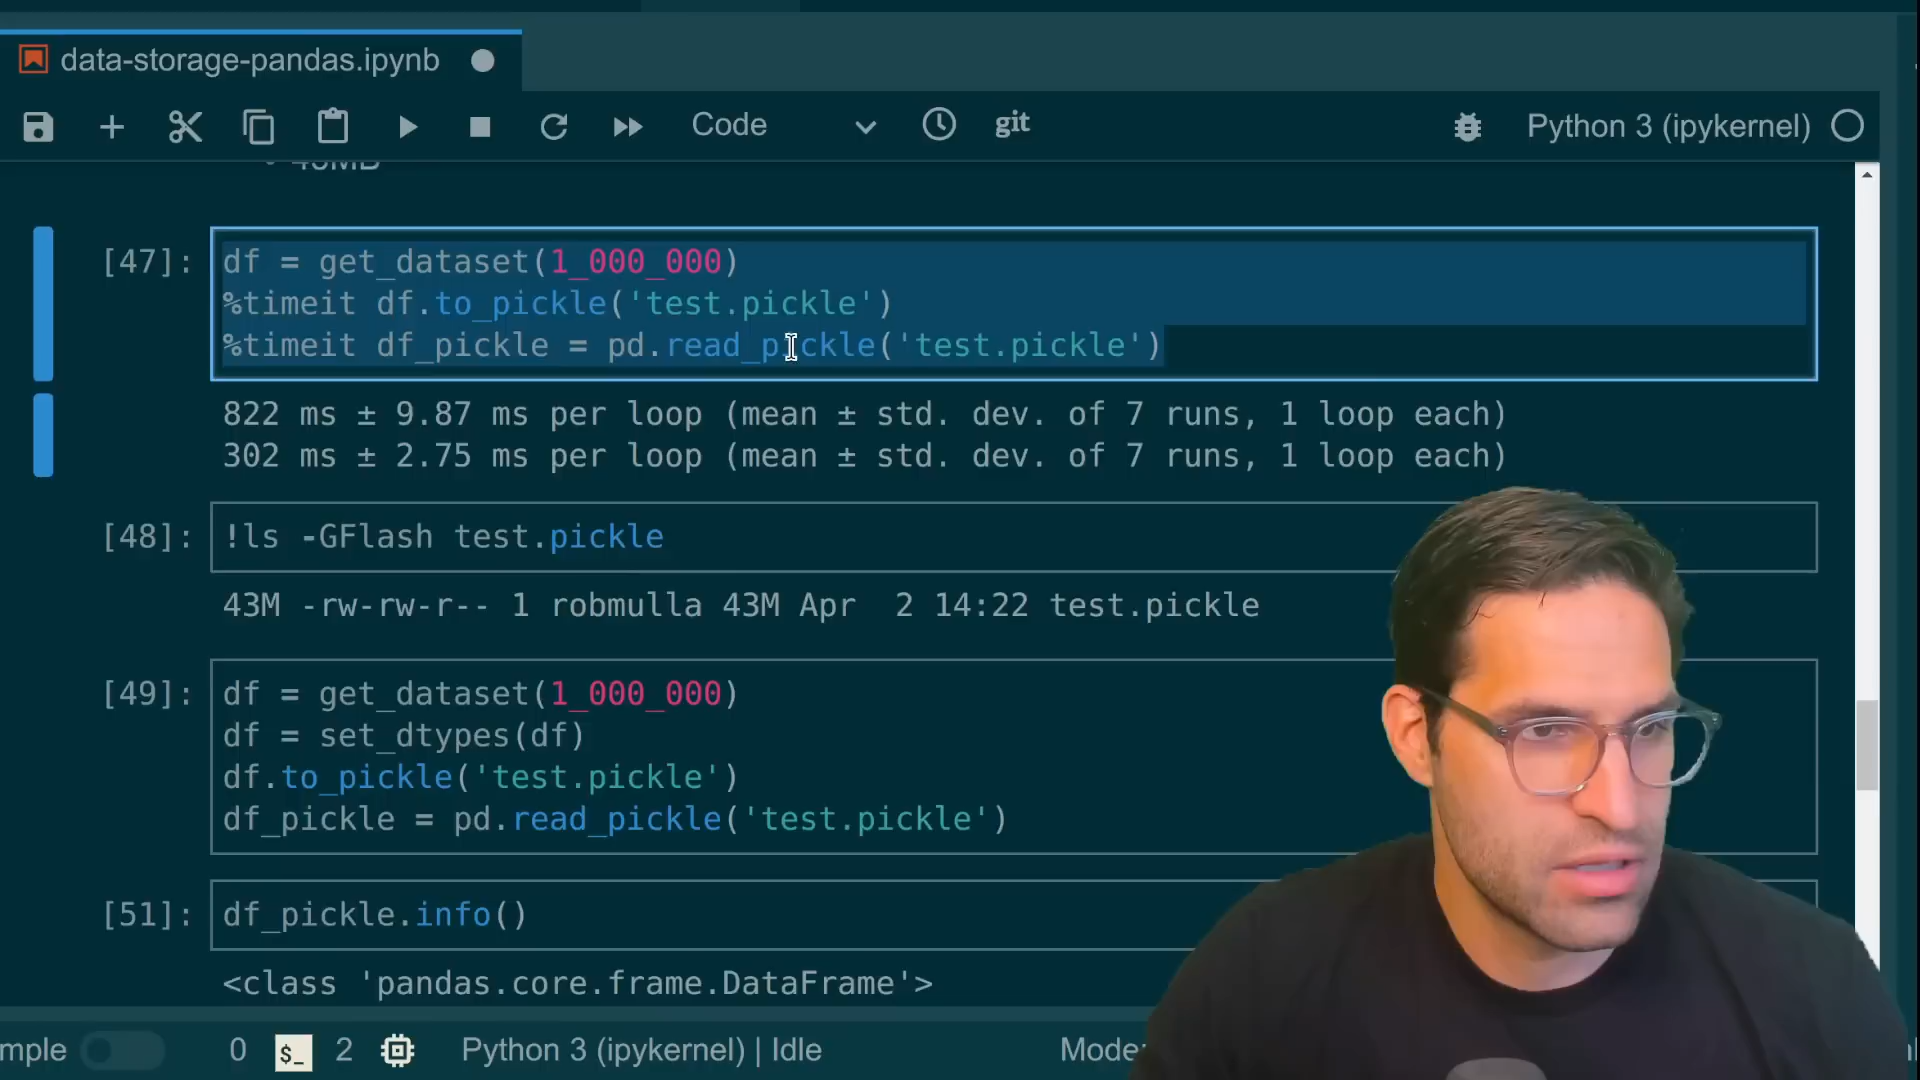 data-storage-pandas.ipynb
Code
git
Python 3 (ipykernel)
[47]:
df = get_dataset(1_000_000)
%timeit df.to_pickle('test.pickle')
%timeit df_pickle = pd.read_pickle('test.pickle')
822 ms ± 9.87 ms per loop (mean ± std. dev. of 7 runs, 1 loop each)
302 ms ± 2.75 ms per loop (mean ± std. dev. of 7 runs, 1 loop each)
[48]:
!ls -GFlash test.pickle
43M -rw-rw-r-- 1 robmulla 43M Apr  2 14:22 test.pickle
[49]:
df = get_dataset(1_000_000)
df = set_dtypes(df)
df.to_pickle('test.pickle')
df_pickle = pd.read_pickle('test.pickle')
[51]:
df_pickle.info()
<class 'pandas.core.frame.DataFrame'>
mple
0
$_
2
Python 3 (ipykernel) | Idle
Mode: